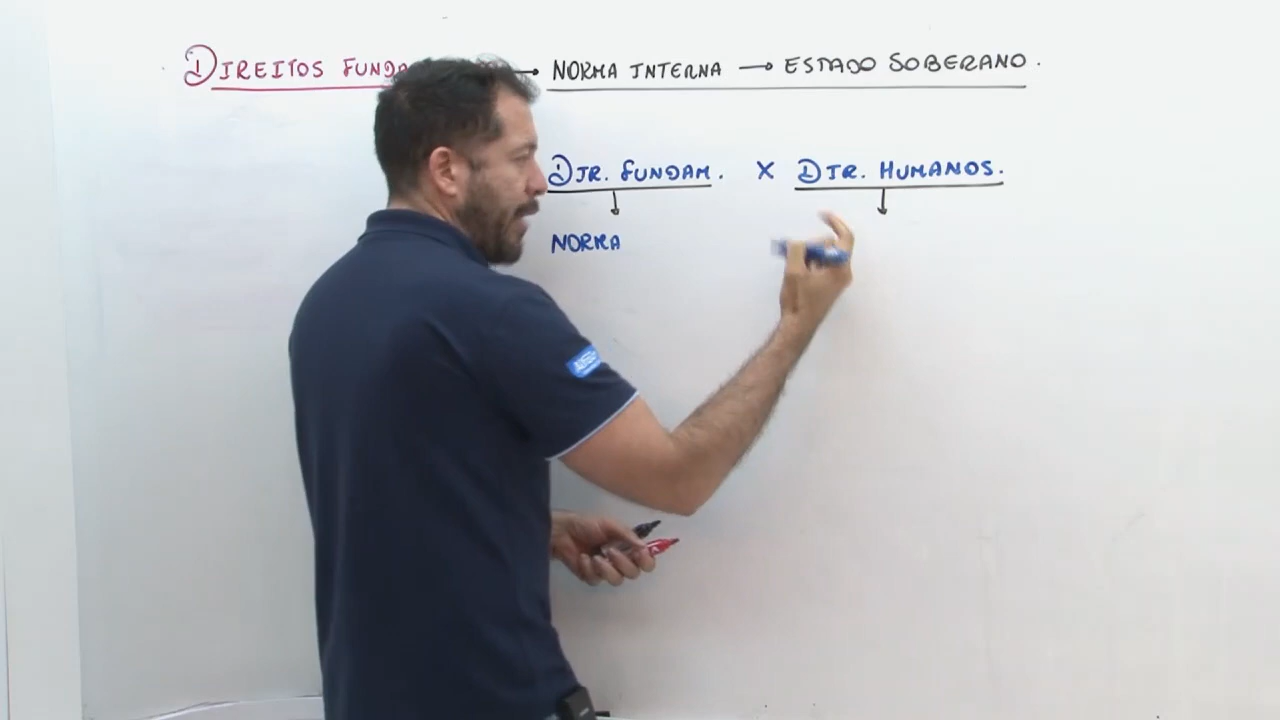 DIREITOS FUNDA → NORMA INTERNA → ESTADO SOBERANO.
DIR. FUNDAM. X DIR. HUMANOS.
NORMA